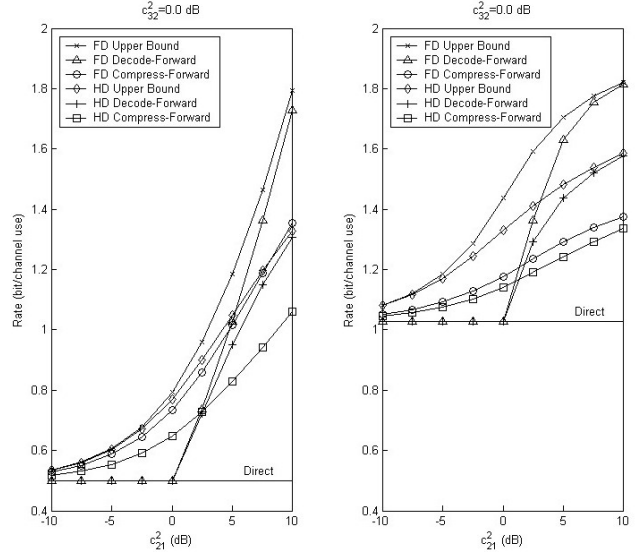 c²₃₂=0.0 dB
FD Upper Bound
FD Decode-Forward
FD Compress-Forward
HD Upper Bound
HD Decode-Forward
HD Compress-Forward
2
1.8
1.6
1.4
1.2
1
0.8
0.6
0.4
Rate (bit/channel use)
Direct
-10
-5
0
5
10
c²₂₁ (dB)
c²₃₂=0.0 dB
FD Upper Bound
FD Decode-Forward
FD Compress-Forward
HD Upper Bound
HD Decode-Forward
HD Compress-Forward
2
1.8
1.6
1.4
1.2
1
0.8
0.6
0.4
Rate (bit/channel use)
Direct
-10
-5
0
5
10
c²₂₁ (dB)